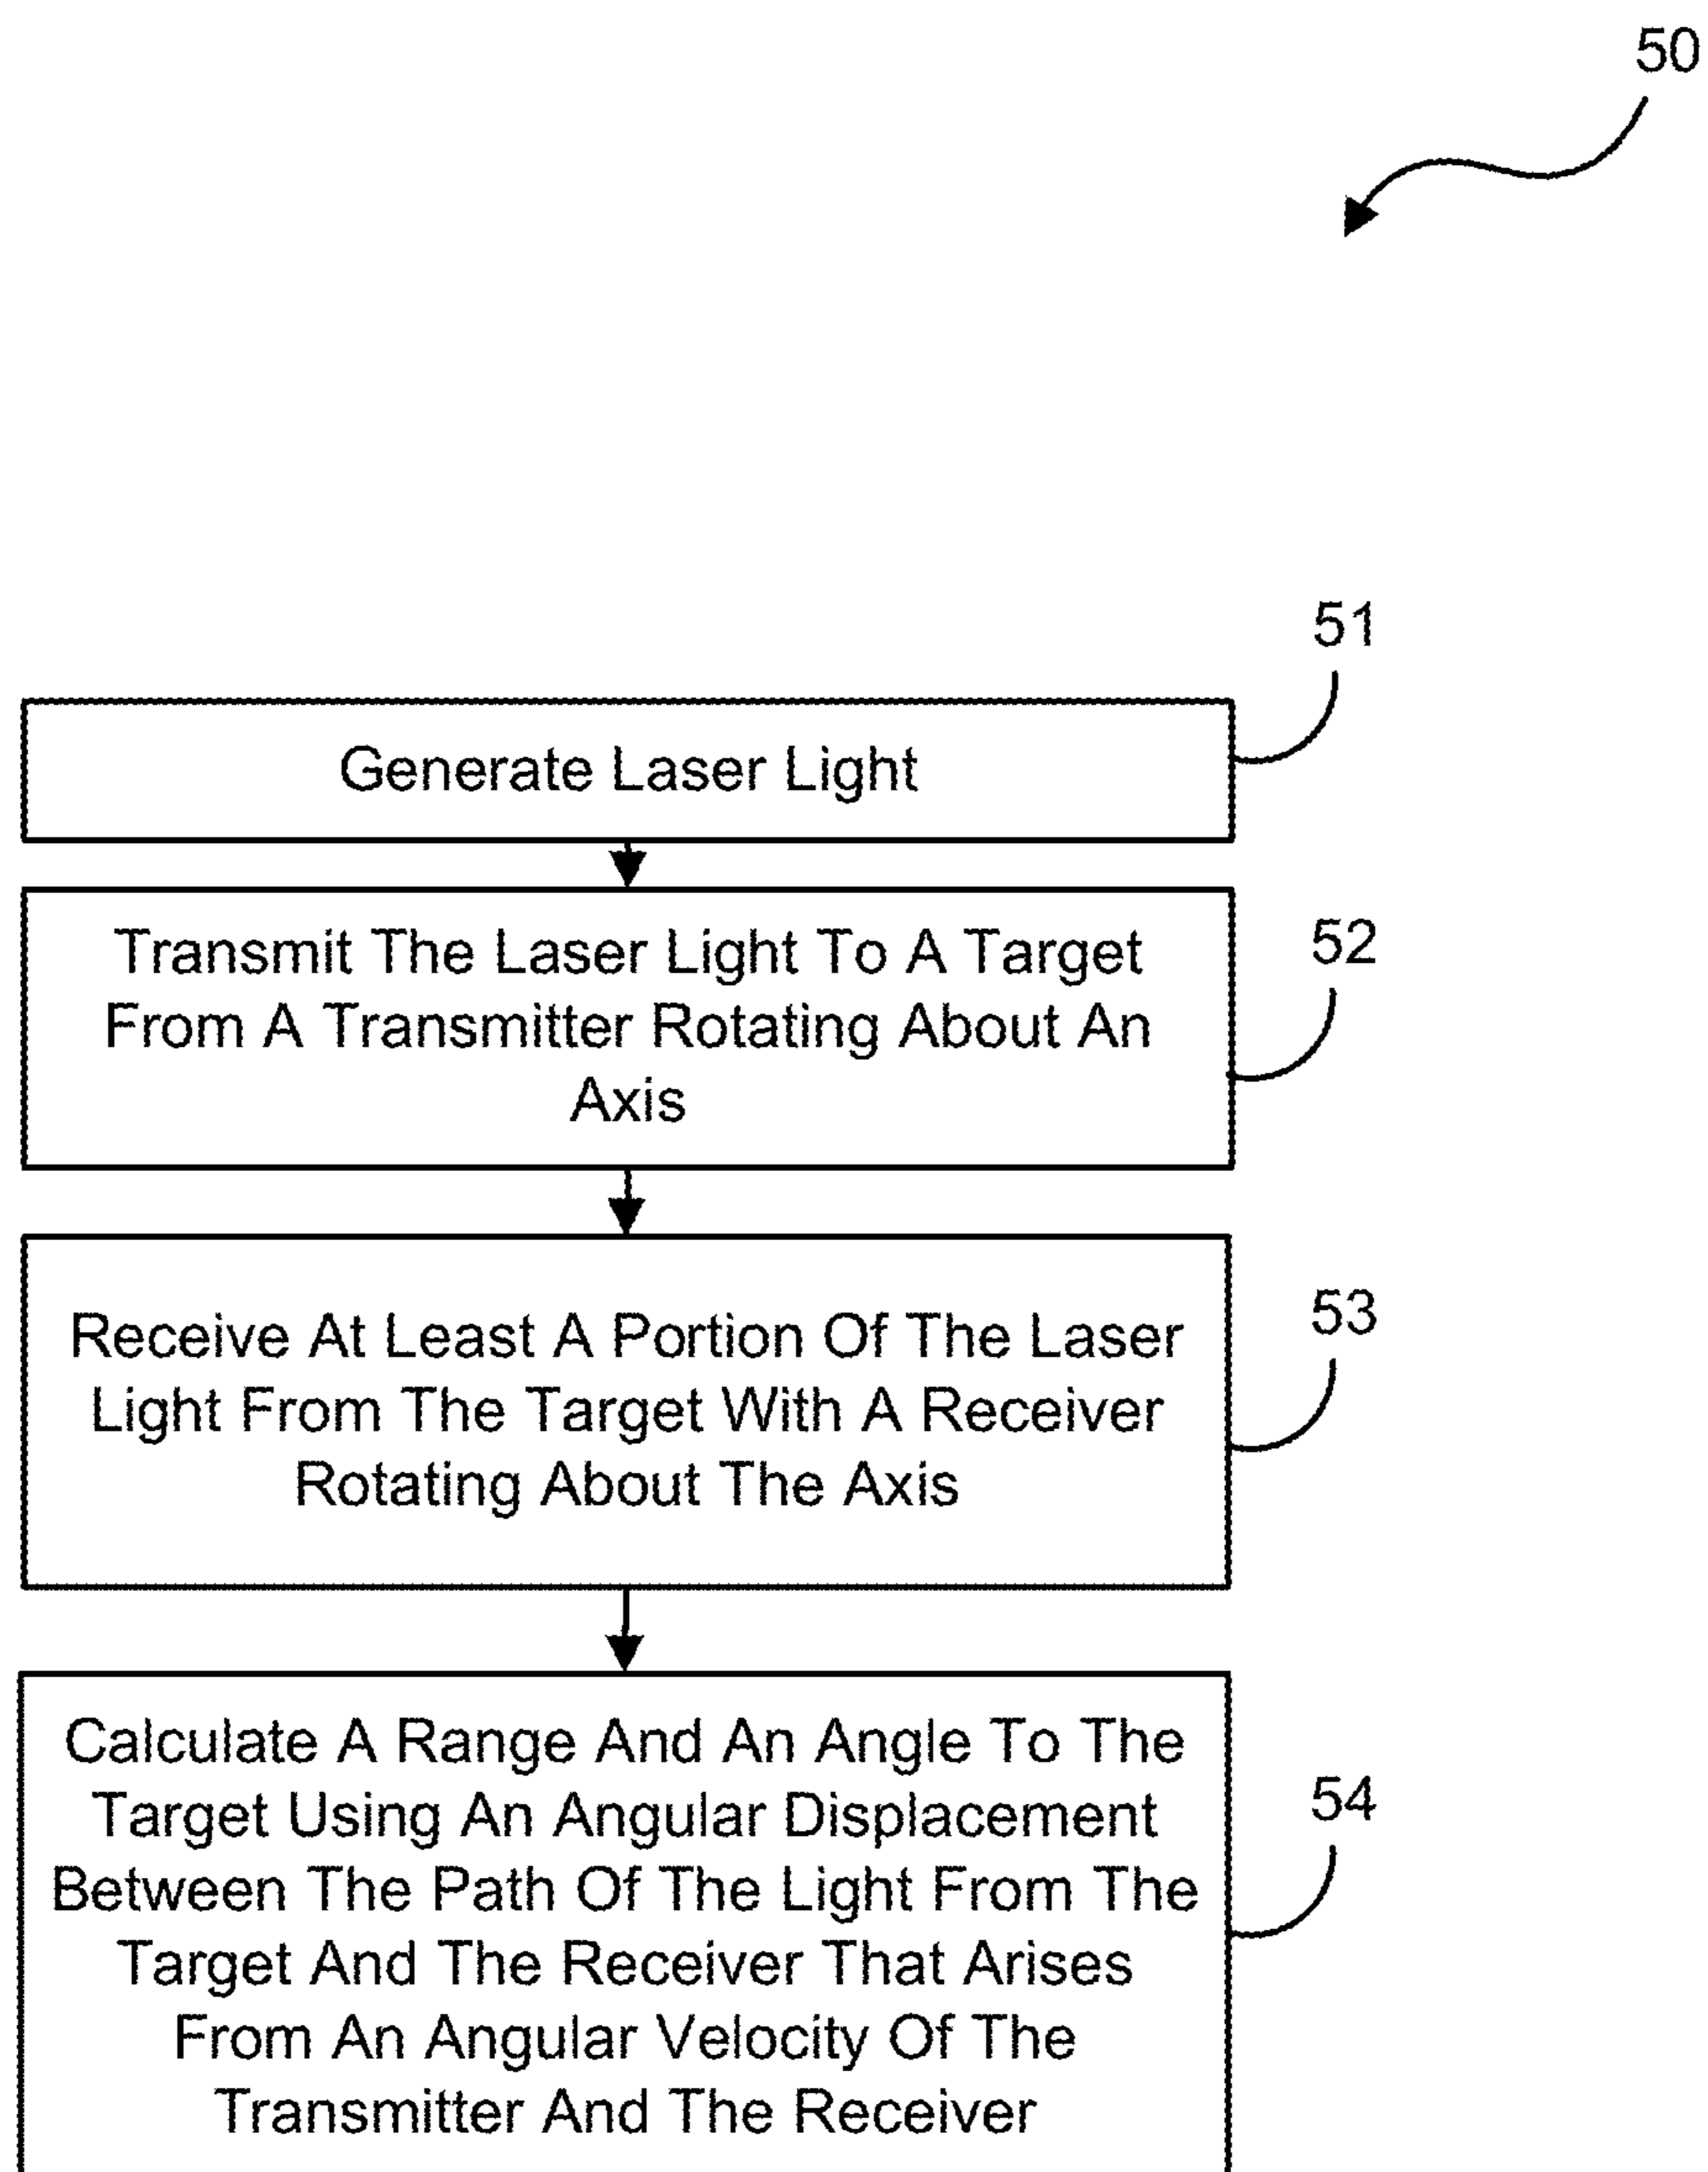 50
51
Generate Laser Light
52
Transmit The Laser Light To A Target
From A Transmitter Rotating About An
Axis
53
Receive At Least A Portion Of The Laser
Light From The Target With A Receiver
Rotating About The Axis
54
Calculate A Range And An Angle To The
Target Using An Angular Displacement
Between The Path Of The Light From The
Target And The Receiver That Arises
From An Angular Velocity Of The
Transmitter And The Receiver